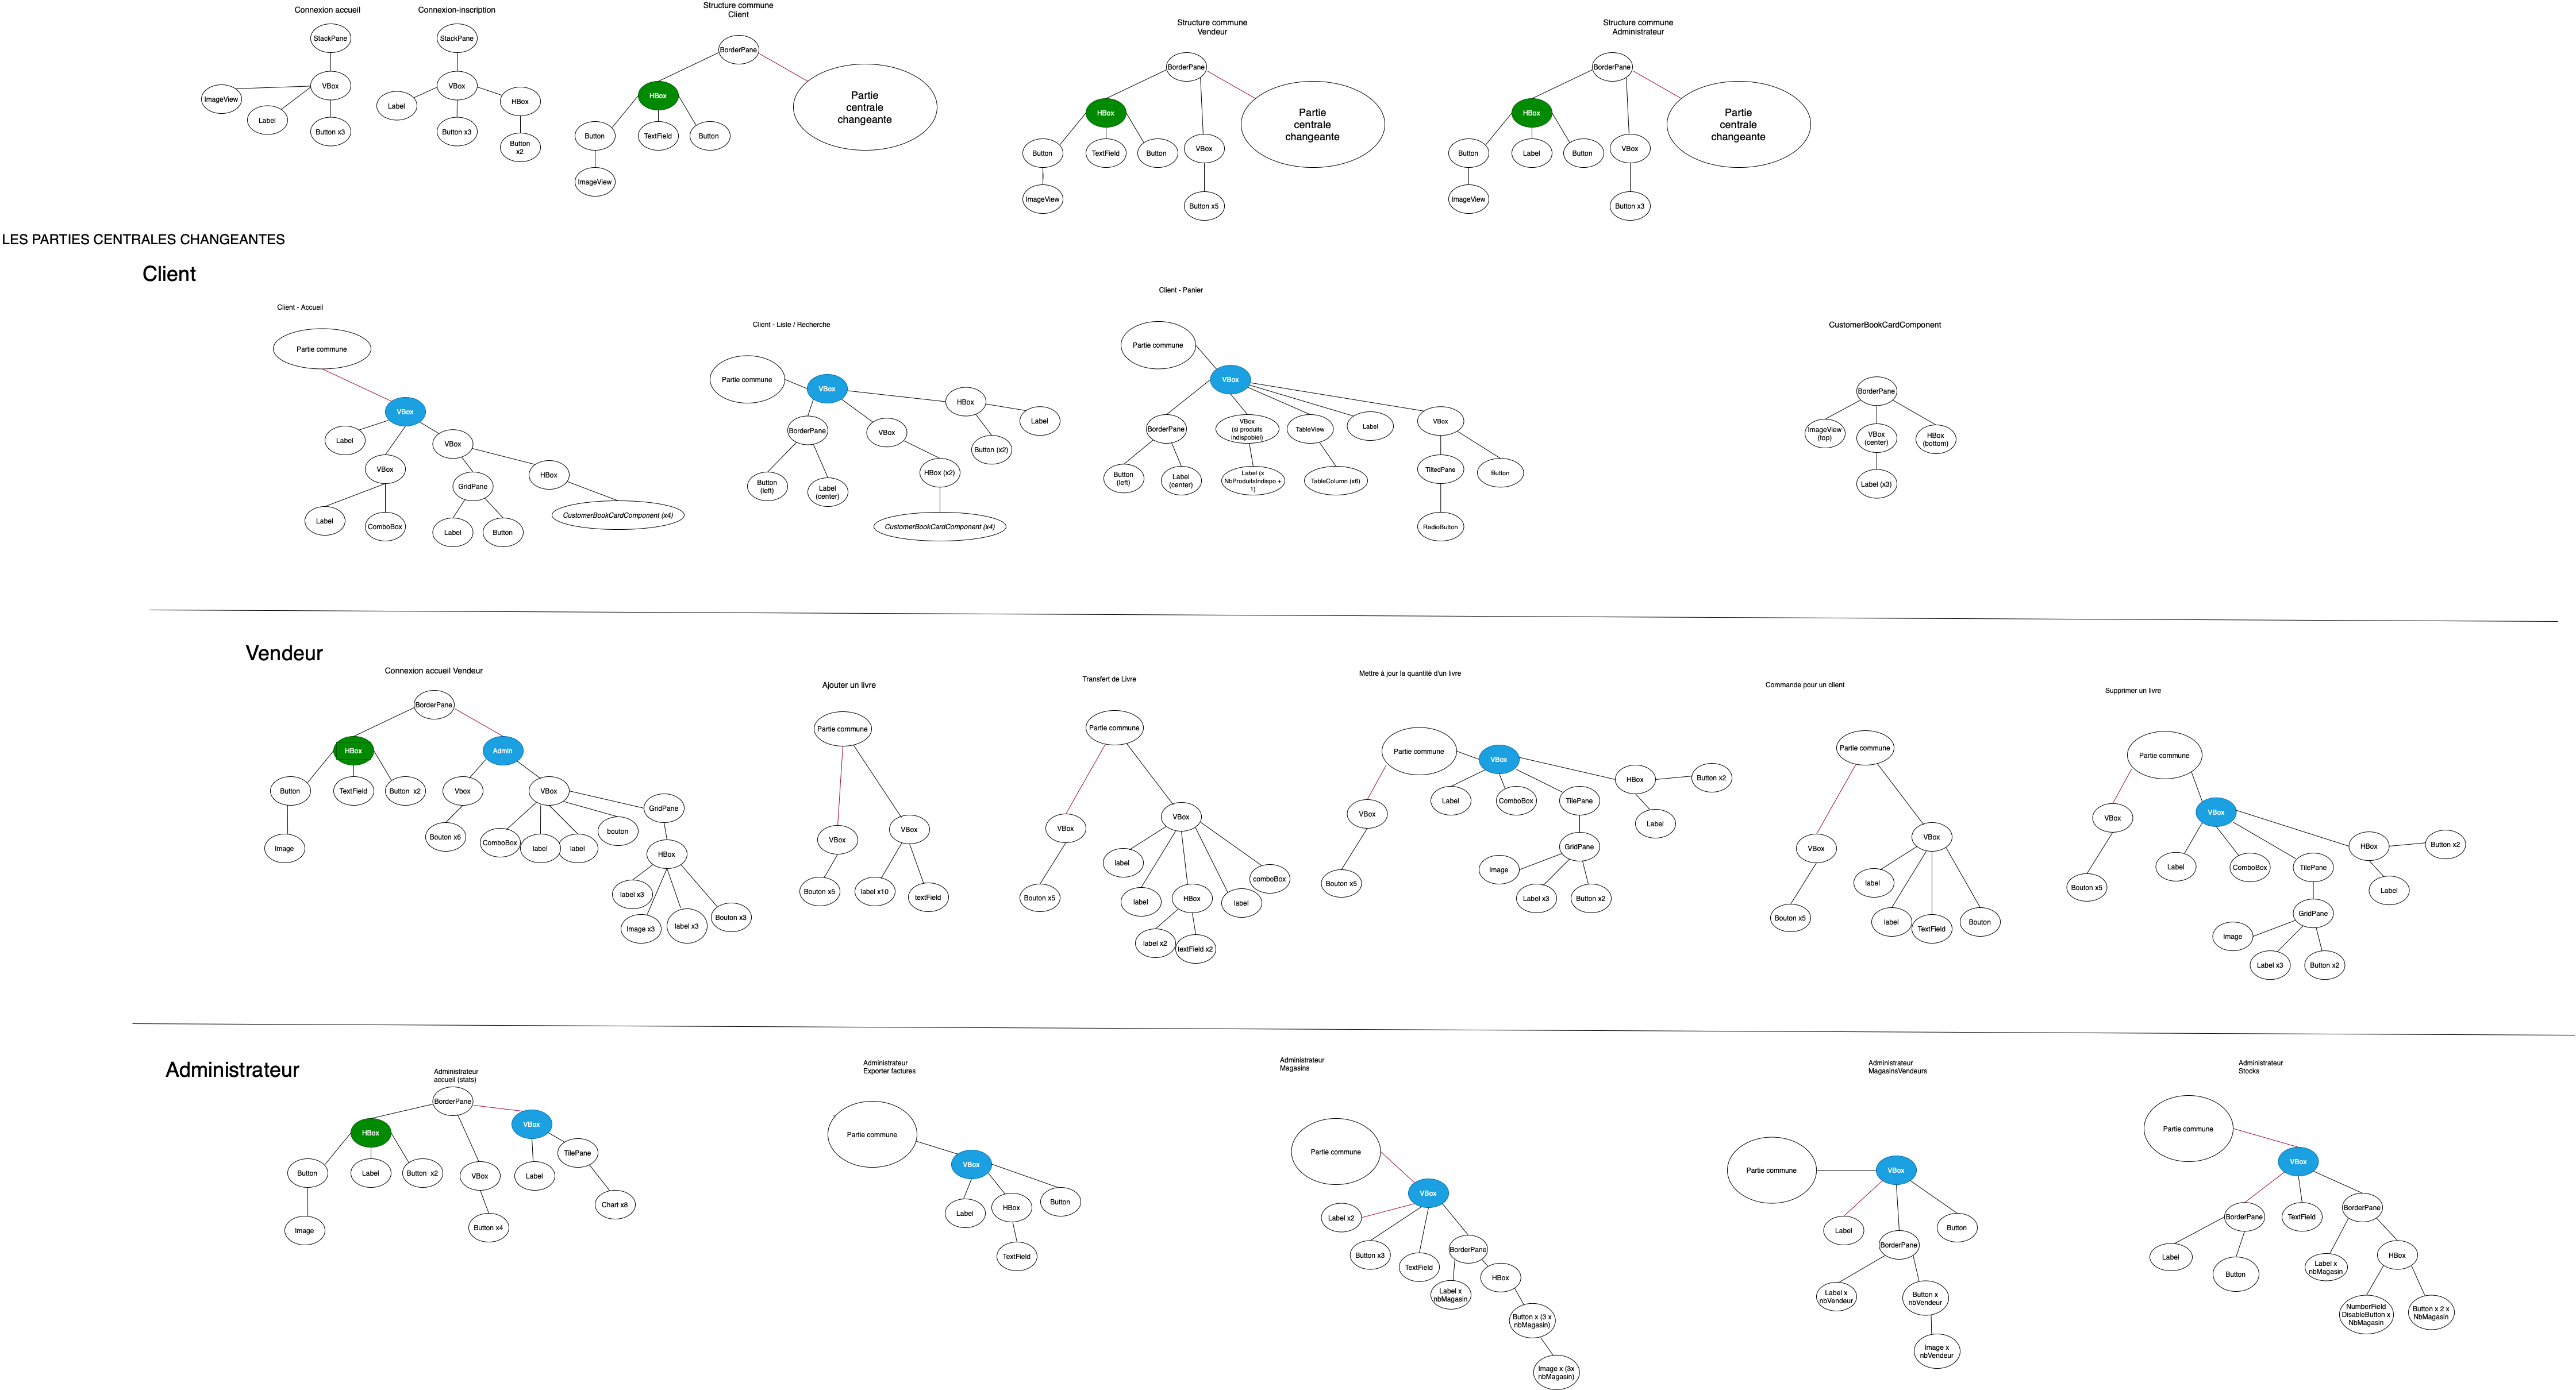 Connexion accueil
StackPane
VBox
ImageView
Label
Button x3
Connexion-inscription
StackPane
VBox
Label
HBox
Button x3
Button
x2
Structure commune
Client
BorderPane
HBox
Partie
centrale
changeante
Button
TextField
Button
ImageView
Structure commune
Vendeur
BorderPane
HBox
Partie
centrale
changeante
Button
TextField
Button
VBox
ImageView
Button x5
Structure commune
Administrateur
BorderPane
HBox
Partie
centrale
changeante
Button
Label
Button
VBox
ImageView
Button x3
LES PARTIES CENTRALES CHANGEANTES
Client
Client - Accueil
Partie commune
VBox
Label
VBox
VBox
GridPane
HBox
Label
ComboBox
Label
Button
CustomerBookCardComponent (x4)
Client - Liste / Recherche
Partie commune
VBox
HBox
Label
BorderPane
VBox
Button (x2)
Button
(left)
Label
(center)
HBox (x2)
CustomerBookCardComponent (x4)
Client - Panier
Partie commune
VBox
BorderPane
VBox
(si produits
indispobiel)
TableView
Label
VBox
Button
(left)
Label
(center)
Label (x
NbProduitsIndispo +
1)
TableColumn (x6)
TiltedPane
Button
RadioButton
CustomerBookCardComponent
BorderPane
ImageView
(top)
VBox
(center)
HBox
(bottom)
Label (x3)
Vendeur
Connexion accueil Vendeur
BorderPane
HBox
Admin
Button
TextField
Button  x2
Vbox
VBox
GridPane
Image
Bouton x6
ComboBox
label
label
bouton
HBox
label x3
Image x3
label x3
Bouton x3
Ajouter un livre
Partie commune
VBox
VBox
Bouton x5
label x10
textField
Transfert de Livre
Partie commune
VBox
VBox
label
comboBox
Bouton x5
label
HBox
label
label x2
textField x2
Mettre à jour la quantité d'un livre
Partie commune
VBox
HBox
Button x2
VBox
Label
ComboBox
TilePane
Label
Bouton x5
GridPane
Image
Label x3
Button x2
Commande pour un client
Partie commune
VBox
VBox
label
Bouton x5
label
TextField
Bouton
Supprimer un livre
Partie commune
VBox
VBox
HBox
Button x2
Bouton x5
Label
ComboBox
TilePane
Label
GridPane
Image
Label x3
Button x2
Administrateur
Administrateur
accueil (stats)
BorderPane
HBox
VBox
Button
Label
Button  x2
VBox
Label
TilePane
Chart x8
Image
Button x4
Administrateur
Exporter factures
Partie commune
VBox
Label
HBox
Button
TextField
Administrateur
Magasins
Partie commune
VBox
Label x2
Button x3
TextField
BorderPane
Label x
nbMagasin
HBox
Button x (3 x
nbMagasin)
Image x (3x
nbMagasin)
Administrateur
MagasinsVendeurs
Partie commune
VBox
Label
Button
BorderPane
Label x
nbVendeur
Button x
nbVendeur
Image x
nbVendeur
Administrateur
Stocks
Partie commune
VBox
BorderPane
TextField
BorderPane
Label
Button
Label x
nbMagasin
HBox
NumberField
DisableButton x
NbMagasin
Button x 2 x
NbMagasin